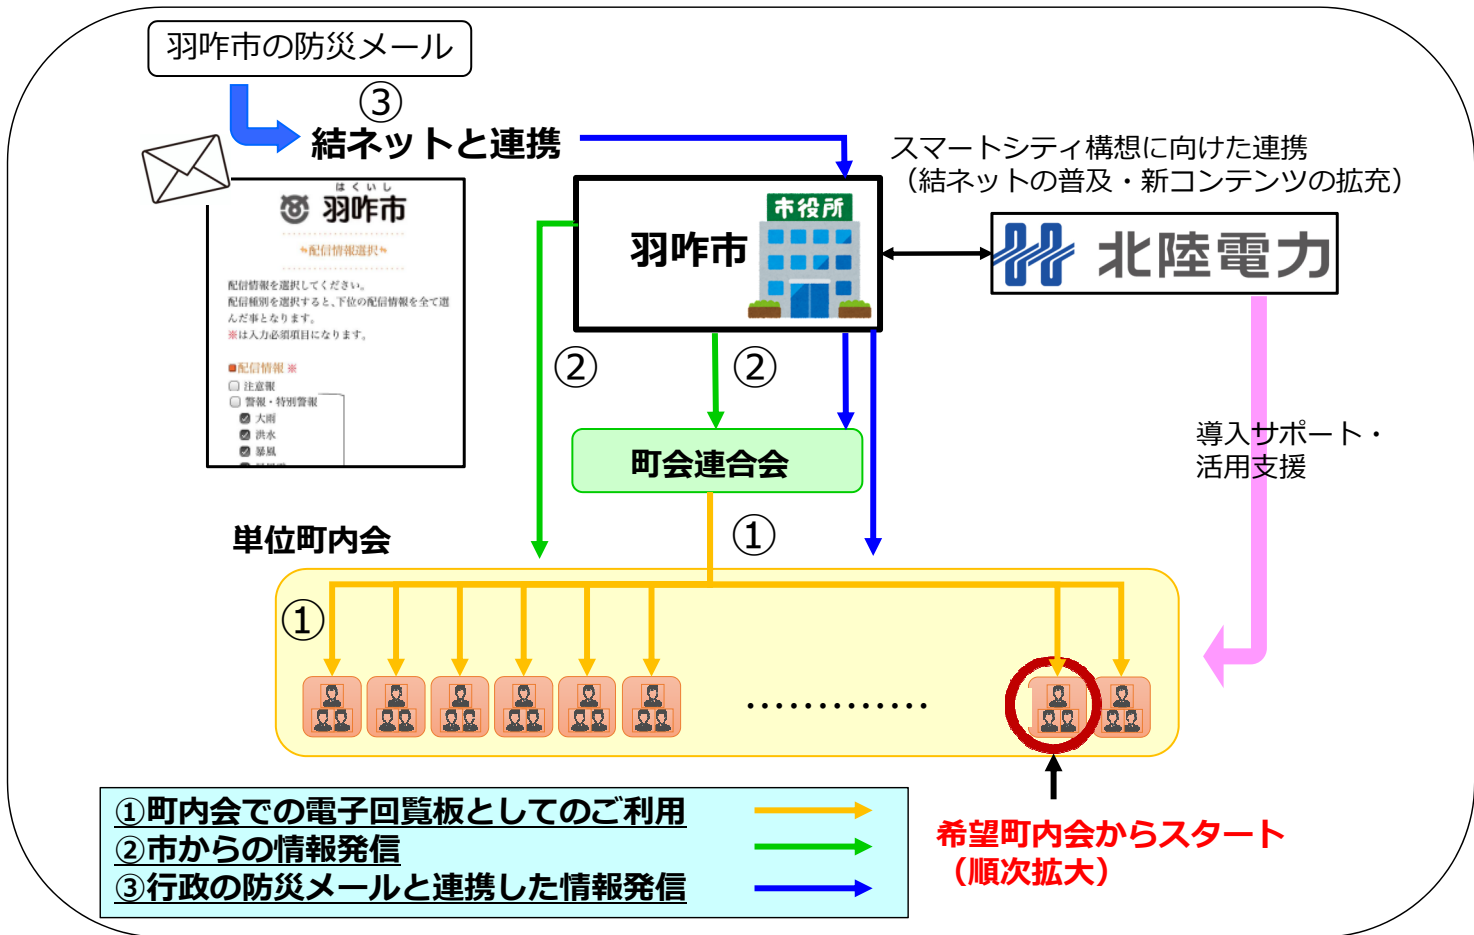 羽咋市の防災メール
③
結ネットと連携
はくいし
羽咋市
配信情報選択
配信情報を選択してください。
配信種別を選択すると、下位の配信情報を全て選
んだ事となります。
※は入力必須項目になります。
配信情報 ※
注意報
警報・特別警報
大雨
洪水
暴風
スマートシティ構想に向けた連携
（結ネットの普及・新コンテンツの拡充）
羽咋市
市役所
北陸電力
②
②
町会連合会
導入サポート・
活用支援
①
単位町内会
①
･････････････
①町内会での電子回覧板としてのご利用
②市からの情報発信
③行政の防災メールと連携した情報発信
希望町内会からスタート
（順次拡大）